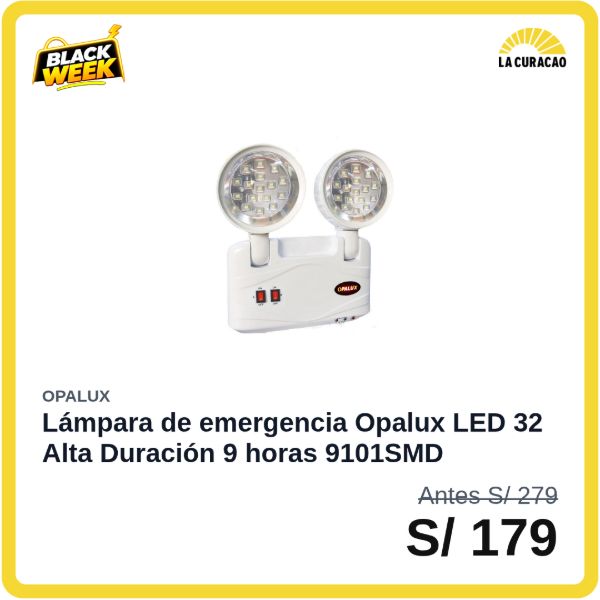 BLACK
WEEK
LA CURACAO
OPALUX
OPALUX
Lámpara de emergencia Opalux LED 32
Alta Duración 9 horas 9101SMD
Antes S/ 279
S/ 179